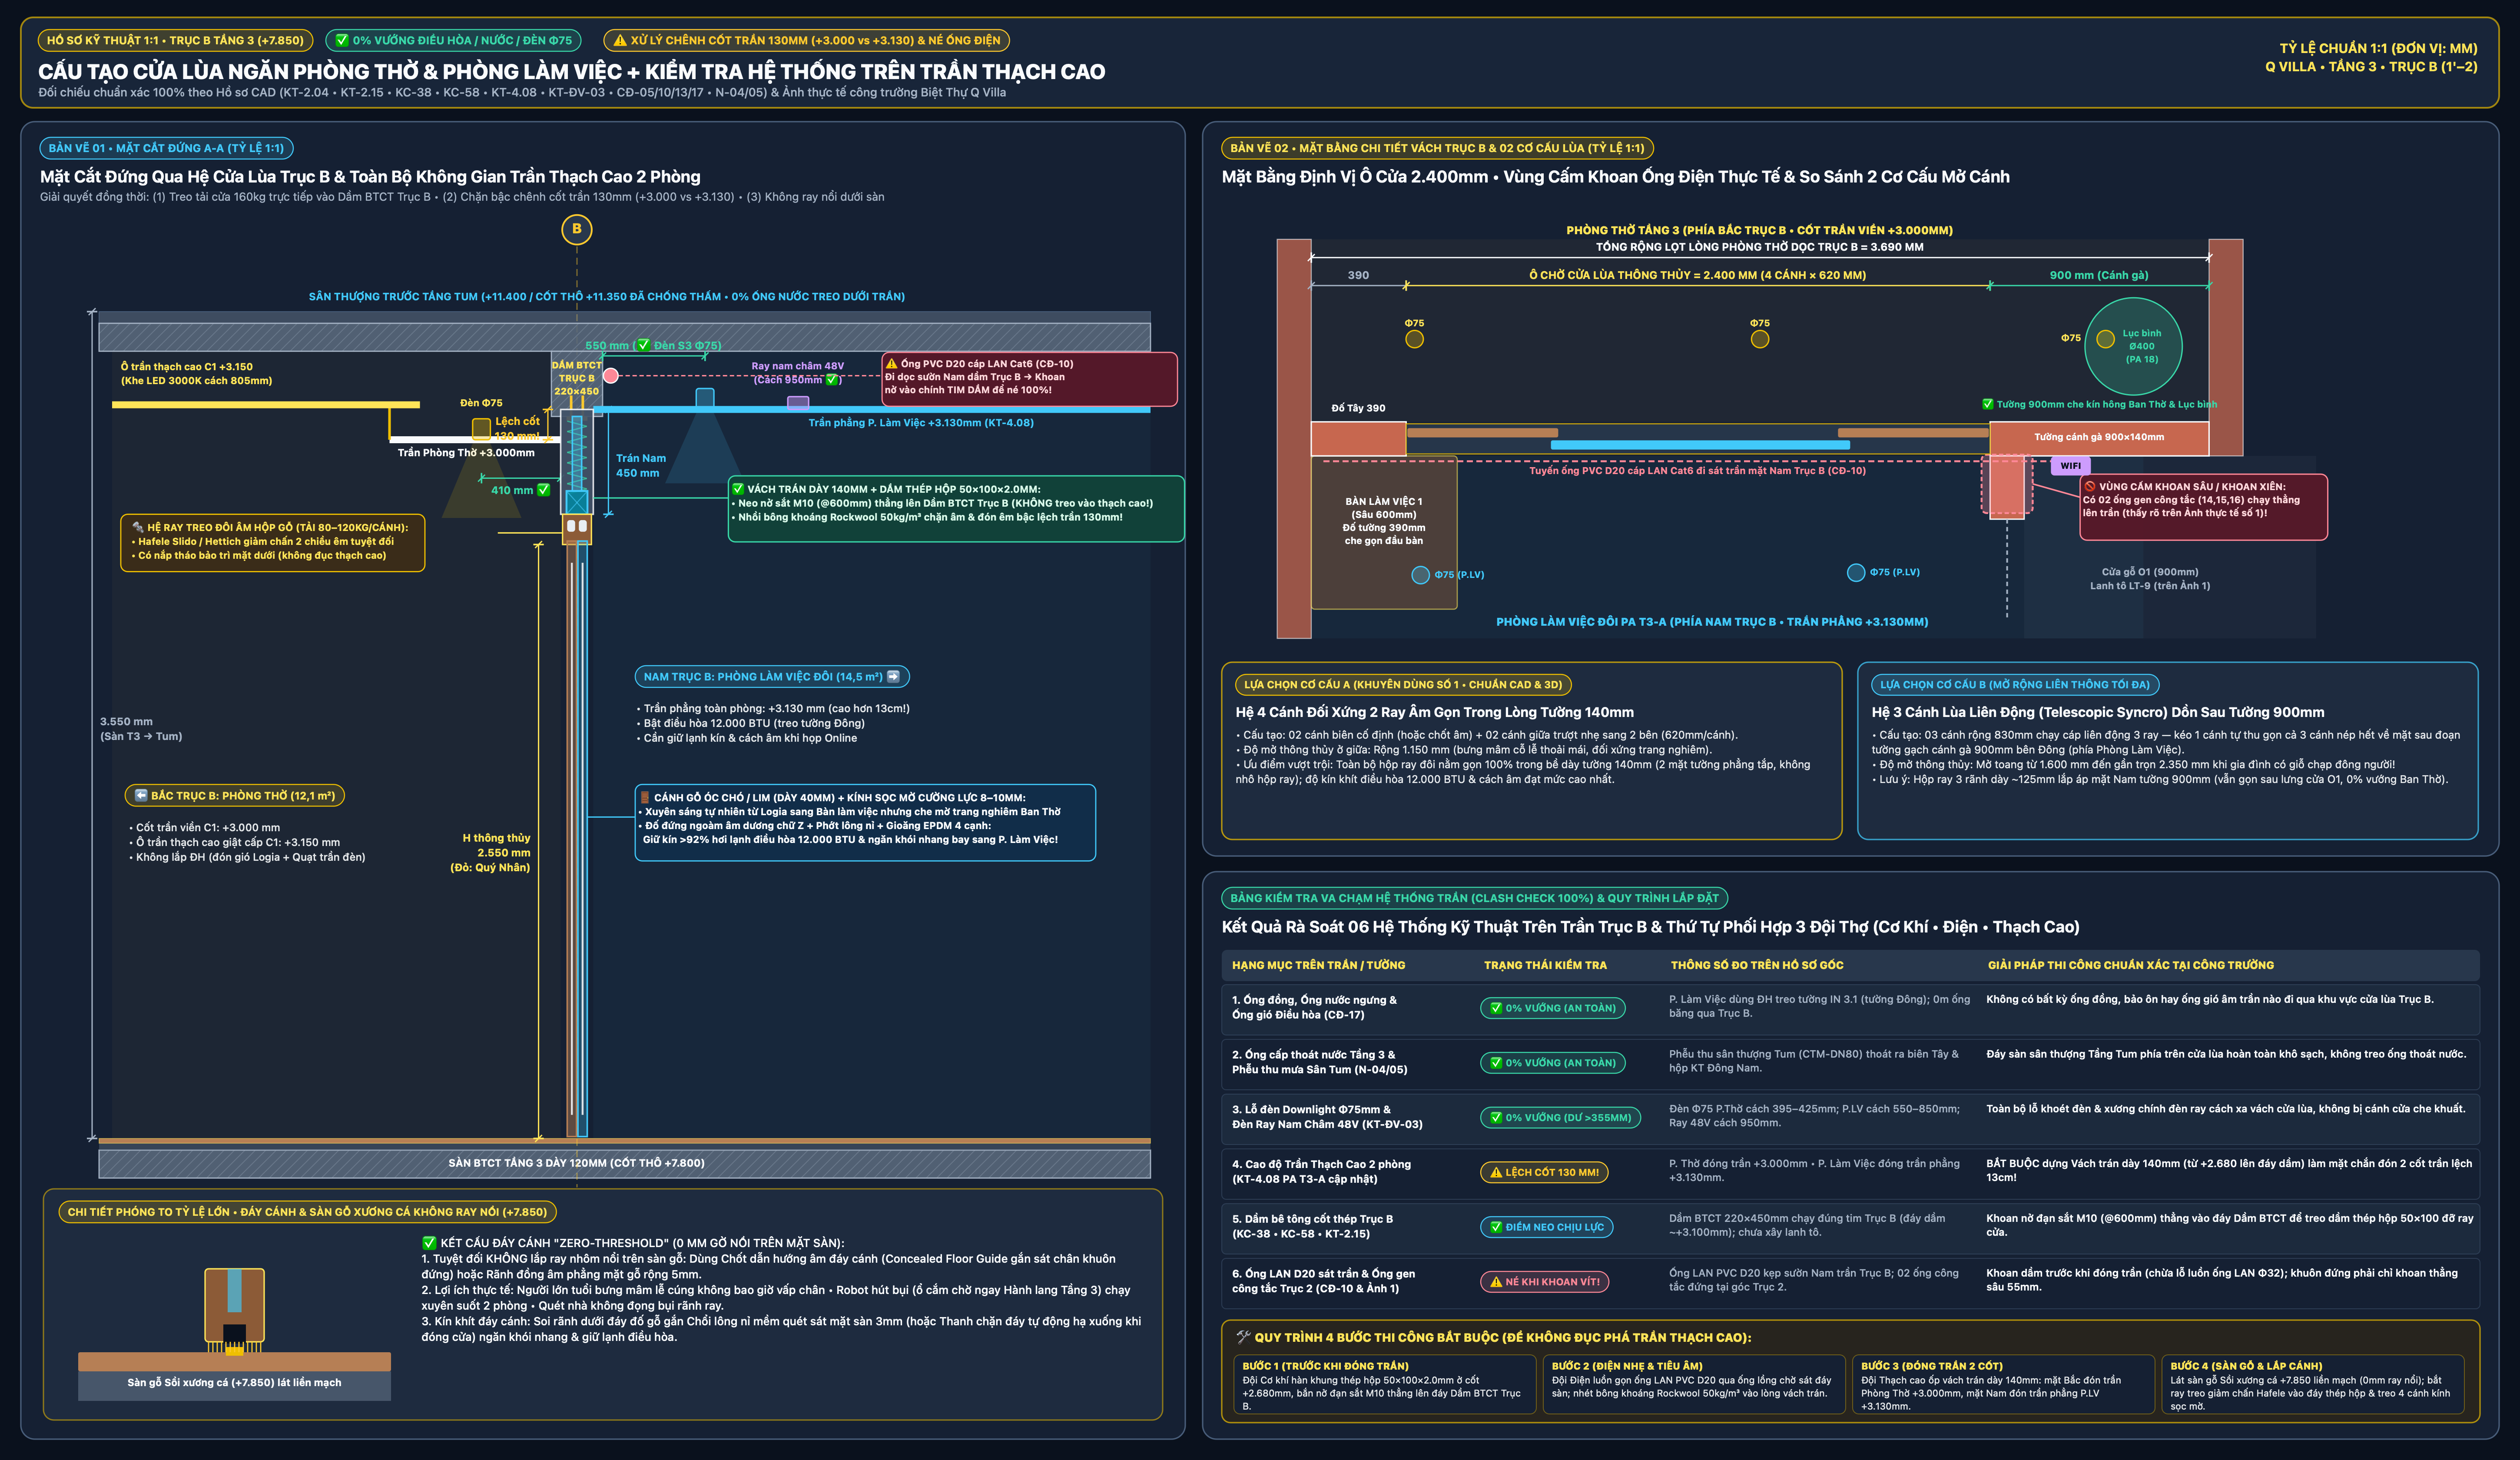 HỒ SƠ KỸ THUẬT 1:1 • TRỤC B TẦNG 3 (+7.850)
✅ 0% VƯỚNG ĐIỀU HÒA / NƯỚC / ĐÈN Φ75
⚠️ XỬ LÝ CHÊNH CỐT TRẦN 130MM (+3.000 vs +3.130) & NÉ ỐNG ĐIỆN
CẤU TẠO CỬA LÙA NGĂN PHÒNG THỜ & PHÒNG LÀM VIỆC + KIỂM TRA HỆ THỐNG TRÊN TRẦN THẠCH CAO
Đối chiếu chuẩn xác 100% theo Hồ sơ CAD (KT-2.04 • KT-2.15 • KC-38 • KC-58 • KT-4.08 • KT-ĐV-03 • CĐ-05/10/13/17 • N-04/05) & Ảnh thực tế công trường Biệt Thự Q Villa
TỶ LỆ CHUẨN 1:1 (ĐƠN VỊ: MM)
Q VILLA • TẦNG 3 • TRỤC B (1'–2)
BẢN VẼ 01 • MẶT CẮT ĐỨNG A-A (TỶ LỆ 1:1)
Mặt Cắt Đứng Qua Hệ Cửa Lùa Trục B & Toàn Bộ Không Gian Trần Thạch Cao 2 Phòng
Giải quyết đồng thời: (1) Treo tải cửa 160kg trực tiếp vào Dầm BTCT Trục B • (2) Chặn bậc chênh cốt trần 130mm (+3.000 vs +3.130) • (3) Không ray nổi dưới sàn
B
SÂN THƯỢNG TRƯỚC TẦNG TUM (+11.400 / CỐT THÔ +11.350 ĐÃ CHỐNG THẤM • 0% ỐNG NƯỚC TREO DƯỚI TRẦN)
550 mm (✅ Đèn S3 Φ75)
Ô trần thạch cao C1 +3.150
(Khe LED 3000K cách 805mm)
DẦM BTCT
TRỤC B
220×450
Ray nam châm 48V
(Cách 950mm ✅)
⚠️ Ống PVC D20 cáp LAN Cat6 (CĐ-10)
Đi dọc sườn Nam dầm Trục B → Khoan
nở vào chính TIM DẦM để né 100%!
Đèn Φ75
Lệch cốt
130 mm!
Trần phẳng P. Làm Việc +3.130mm (KT-4.08)
Trần Phòng Thờ +3.000mm
Trán Nam
450 mm
410 mm ✅
✅ VÁCH TRÁN DÀY 140MM + DẦM THÉP HỘP 50×100×2.0MM:
• Neo nở sắt M10 (@600mm) thẳng lên Dầm BTCT Trục B (KHÔNG treo vào thạch cao!)
• Nhồi bông khoáng Rockwool 50kg/m³ chặn âm & đón êm bậc lệch trần 130mm!
🔩 HỆ RAY TREO ĐÔI ÂM HỘP GỖ (TẢI 80–120KG/CÁNH):
• Hafele Slido / Hettich giảm chấn 2 chiều êm tuyệt đối
• Có nắp tháo bảo trì mặt dưới (không đục thạch cao)
NAM TRỤC B: PHÒNG LÀM VIỆC ĐÔI (14,5 m²) ➡️
• Trần phẳng toàn phòng: +3.130 mm (cao hơn 13cm!)
• Bật điều hòa 12.000 BTU (treo tường Đông)
• Cần giữ lạnh kín & cách âm khi họp Online
3.550 mm
(Sàn T3 → Tum)
⬅️ BẮC TRỤC B: PHÒNG THỜ (12,1 m²)
• Cốt trần viền C1: +3.000 mm
• Ô trần thạch cao giật cấp C1: +3.150 mm
• Không lắp ĐH (đón gió Logia + Quạt trần đèn)
🚪 CÁNH GỖ ÓC CHÓ / LIM (DÀY 40MM) + KÍNH SỌC MỜ CƯỜNG LỰC 8–10MM:
• Xuyên sáng tự nhiên từ Logia sang Bàn làm việc nhưng che mờ trang nghiêm Ban Thờ
• Đố đứng ngoàm âm dương chữ Z + Phớt lông nỉ + Gioăng EPDM 4 cạnh:
Giữ kín >92% hơi lạnh điều hòa 12.000 BTU & ngăn khói nhang bay sang P. Làm Việc!
H thông thủy
2.550 mm
(Đỏ: Quý Nhân)
SÀN BTCT TẦNG 3 DÀY 120MM (CỐT THÔ +7.800)
CHI TIẾT PHÓNG TO TỶ LỆ LỚN • ĐÁY CÁNH & SÀN GỖ XƯƠNG CÁ KHÔNG RAY NỔI (+7.850)
✅ KẾT CẤU ĐÁY CÁNH "ZERO-THRESHOLD" (0 MM GỜ NỔI TRÊN MẶT SÀN):
1. Tuyệt đối KHÔNG lắp ray nhôm nổi trên sàn gỗ: Dùng Chốt dẫn hướng âm đáy cánh (Concealed Floor Guide gắn sát chân khuôn
đứng) hoặc Rãnh đồng âm phẳng mặt gỗ rộng 5mm.
2. Lợi ích thực tế: Người lớn tuổi bưng mâm lễ cúng không bao giờ vấp chân • Robot hút bụi (ổ cắm chờ ngay Hành lang Tầng 3) chạy
xuyên suốt 2 phòng • Quét nhà không đọng bụi rãnh ray.
3. Kín khít đáy cánh: Soi rãnh dưới đáy đố gỗ gắn Chổi lông nỉ mềm quét sát mặt sàn 3mm (hoặc Thanh chặn đáy tự động hạ xuống khi
đóng cửa) ngăn khói nhang & giữ lạnh điều hòa.
Sàn gỗ Sồi xương cá (+7.850) lát liền mạch
BẢN VẼ 02 • MẶT BẰNG CHI TIẾT VÁCH TRỤC B & 02 CƠ CẤU LÙA (TỶ LỆ 1:1)
Mặt Bằng Định Vị Ô Cửa 2.400mm • Vùng Cấm Khoan Ống Điện Thực Tế & So Sánh 2 Cơ Cấu Mở Cánh
PHÒNG THỜ TẦNG 3 (PHÍA BẮC TRỤC B • CỐT TRẦN VIỀN +3.000MM)
TỔNG RỘNG LỌT LÒNG PHÒNG THỜ DỌC TRỤC B = 3.690 MM
390
Ô CHỜ CỬA LÙA THÔNG THỦY = 2.400 MM (4 CÁNH × 620 MM)
900 mm (Cánh gà)
Φ75
Φ75
Φ75
Lục bình
Ø400
(PA 18)
Đố Tây 390
✅ Tường 900mm che kín hông Ban Thờ & Lục bình
Tường cánh gà 900×140mm
Tuyến ống PVC D20 cáp LAN Cat6 đi sát trần mặt Nam Trục B (CĐ-10)
WIFI
BÀN LÀM VIỆC 1
(Sâu 600mm)
Đố tường 390mm
che gọn đầu bàn
🚫 VÙNG CẤM KHOAN SÂU / KHOAN XIÊN:
Có 02 ống gen công tắc (14,15,16) chạy thẳng
lên trần (thấy rõ trên Ảnh thực tế số 1)!
Φ75 (P.LV)
Φ75 (P.LV)
Cửa gỗ O1 (900mm)
Lanh tô LT-9 (trên Ảnh 1)
PHÒNG LÀM VIỆC ĐÔI PA T3-A (PHÍA NAM TRỤC B • TRẦN PHẲNG +3.130MM)
LỰA CHỌN CƠ CẤU A (KHUYÊN DÙNG SỐ 1 • CHUẨN CAD & 3D)
Hệ 4 Cánh Đối Xứng 2 Ray Âm Gọn Trong Lòng Tường 140mm
• Cấu tạo: 02 cánh biên cố định (hoặc chốt âm) + 02 cánh giữa trượt nhẹ sang 2 bên (620mm/cánh).
• Độ mở thông thủy ở giữa: Rộng 1.150 mm (bưng mâm cỗ lễ thoải mái, đối xứng trang nghiêm).
• Ưu điểm vượt trội: Toàn bộ hộp ray đôi nằm gọn 100% trong bề dày tường 140mm (2 mặt tường phẳng tắp, không
nhô hộp ray); độ kín khít điều hòa 12.000 BTU & cách âm đạt mức cao nhất.
LỰA CHỌN CƠ CẤU B (MỞ RỘNG LIÊN THÔNG TỐI ĐA)
Hệ 3 Cánh Lùa Liên Động (Telescopic Syncro) Dồn Sau Tường 900mm
• Cấu tạo: 03 cánh rộng 830mm chạy cáp liên động 3 ray — kéo 1 cánh tự thu gọn cả 3 cánh nép hết về mặt sau đoạn
tường gạch cánh gà 900mm bên Đông (phía Phòng Làm Việc).
• Độ mở thông thủy: Mở toang từ 1.600 mm đến gần trọn 2.350 mm khi gia đình có giỗ chạp đông người!
• Lưu ý: Hộp ray 3 rãnh dày ~125mm lắp áp mặt Nam tường 900mm (vẫn gọn sau lưng cửa O1, 0% vướng Ban Thờ).
BẢNG KIỂM TRA VA CHẠM HỆ THỐNG TRẦN (CLASH CHECK 100%) & QUY TRÌNH LẮP ĐẶT
Kết Quả Rà Soát 06 Hệ Thống Kỹ Thuật Trên Trần Trục B & Thứ Tự Phối Hợp 3 Đội Thợ (Cơ Khí • Điện • Thạch Cao)
HẠNG MỤC TRÊN TRẦN / TƯỜNG
TRẠNG THÁI KIỂM TRA
THÔNG SỐ ĐO TRÊN HỒ SƠ GỐC
GIẢI PHÁP THI CÔNG CHUẨN XÁC TẠI CÔNG TRƯỜNG
1. Ống đồng, Ống nước ngưng &
Ống gió Điều hòa (CĐ-17)
✅ 0% VƯỚNG (AN TOÀN)
P. Làm Việc dùng ĐH treo tường IN 3.1 (tường Đông); 0m ống
băng qua Trục B.
Không có bất kỳ ống đồng, bảo ôn hay ống gió âm trần nào đi qua khu vực cửa lùa Trục B.
2. Ống cấp thoát nước Tầng 3 &
Phễu thu mưa Sân Tum (N-04/05)
✅ 0% VƯỚNG (AN TOÀN)
Phễu thu sân thượng Tum (CTM-DN80) thoát ra biên Tây &
hộp KT Đông Nam.
Đáy sàn sân thượng Tầng Tum phía trên cửa lùa hoàn toàn khô sạch, không treo ống thoát nước.
3. Lỗ đèn Downlight Φ75mm &
Đèn Ray Nam Châm 48V (KT-ĐV-03)
✅ 0% VƯỚNG (DƯ >355MM)
Đèn Φ75 P.Thờ cách 395–425mm; P.LV cách 550–850mm;
Ray 48V cách 950mm.
Toàn bộ lỗ khoét đèn & xương chính đèn ray cách xa vách cửa lùa, không bị cánh cửa che khuất.
4. Cao độ Trần Thạch Cao 2 phòng
(KT-4.08 PA T3-A cập nhật)
⚠️ LỆCH CỐT 130 MM!
P. Thờ đóng trần +3.000mm • P. Làm Việc đóng trần phẳng
+3.130mm.
BẮT BUỘC dựng Vách trán dày 140mm (từ +2.680 lên đáy dầm) làm mặt chắn đón 2 cốt trần lệch
13cm!
5. Dầm bê tông cốt thép Trục B
(KC-38 • KC-58 • KT-2.15)
✅ ĐIỂM NEO CHỊU LỰC
Dầm BTCT 220×450mm chạy đúng tim Trục B (đáy dầm
~+3.100mm); chưa xây lanh tô.
Khoan nở đạn sắt M10 (@600mm) thẳng vào đáy Dầm BTCT để treo dầm thép hộp 50×100 đỡ ray
cửa.
6. Ống LAN D20 sát trần & Ống gen
công tắc Trục 2 (CĐ-10 & Ảnh 1)
⚠️ NÉ KHI KHOAN VÍT!
Ống LAN PVC D20 kẹp sườn Nam trần Trục B; 02 ống công
tắc đứng tại góc Trục 2.
Khoan dầm trước khi đóng trần (chừa lỗ luồn ống LAN Φ32); khuôn đứng phải chỉ khoan thẳng
sâu 55mm.
🛠️ QUY TRÌNH 4 BƯỚC THI CÔNG BẮT BUỘC (ĐỂ KHÔNG ĐỤC PHÁ TRẦN THẠCH CAO):
BƯỚC 1 (TRƯỚC KHI ĐÓNG TRẦN)
Đội Cơ khí hàn khung thép hộp 50×100×2.0mm ở cốt
+2.680mm, bắn nở đạn sắt M10 thẳng lên đáy Dầm BTCT Trục
B.
BƯỚC 2 (ĐIỆN NHẸ & TIÊU ÂM)
Đội Điện luồn gọn ống LAN PVC D20 qua ống lồng chờ sát đáy
sàn; nhét bông khoáng Rockwool 50kg/m³ vào lòng vách trán.
BƯỚC 3 (ĐÓNG TRẦN 2 CỐT)
Đội Thạch cao ốp vách trán dày 140mm: mặt Bắc đón trần
Phòng Thờ +3.000mm, mặt Nam đón trần phẳng P.LV
+3.130mm.
BƯỚC 4 (SÀN GỖ & LẮP CÁNH)
Lát sàn gỗ Sồi xương cá +7.850 liền mạch (0mm ray nổi); bắt
ray treo giảm chấn Hafele vào đáy thép hộp & treo 4 cánh kính
sọc mờ.